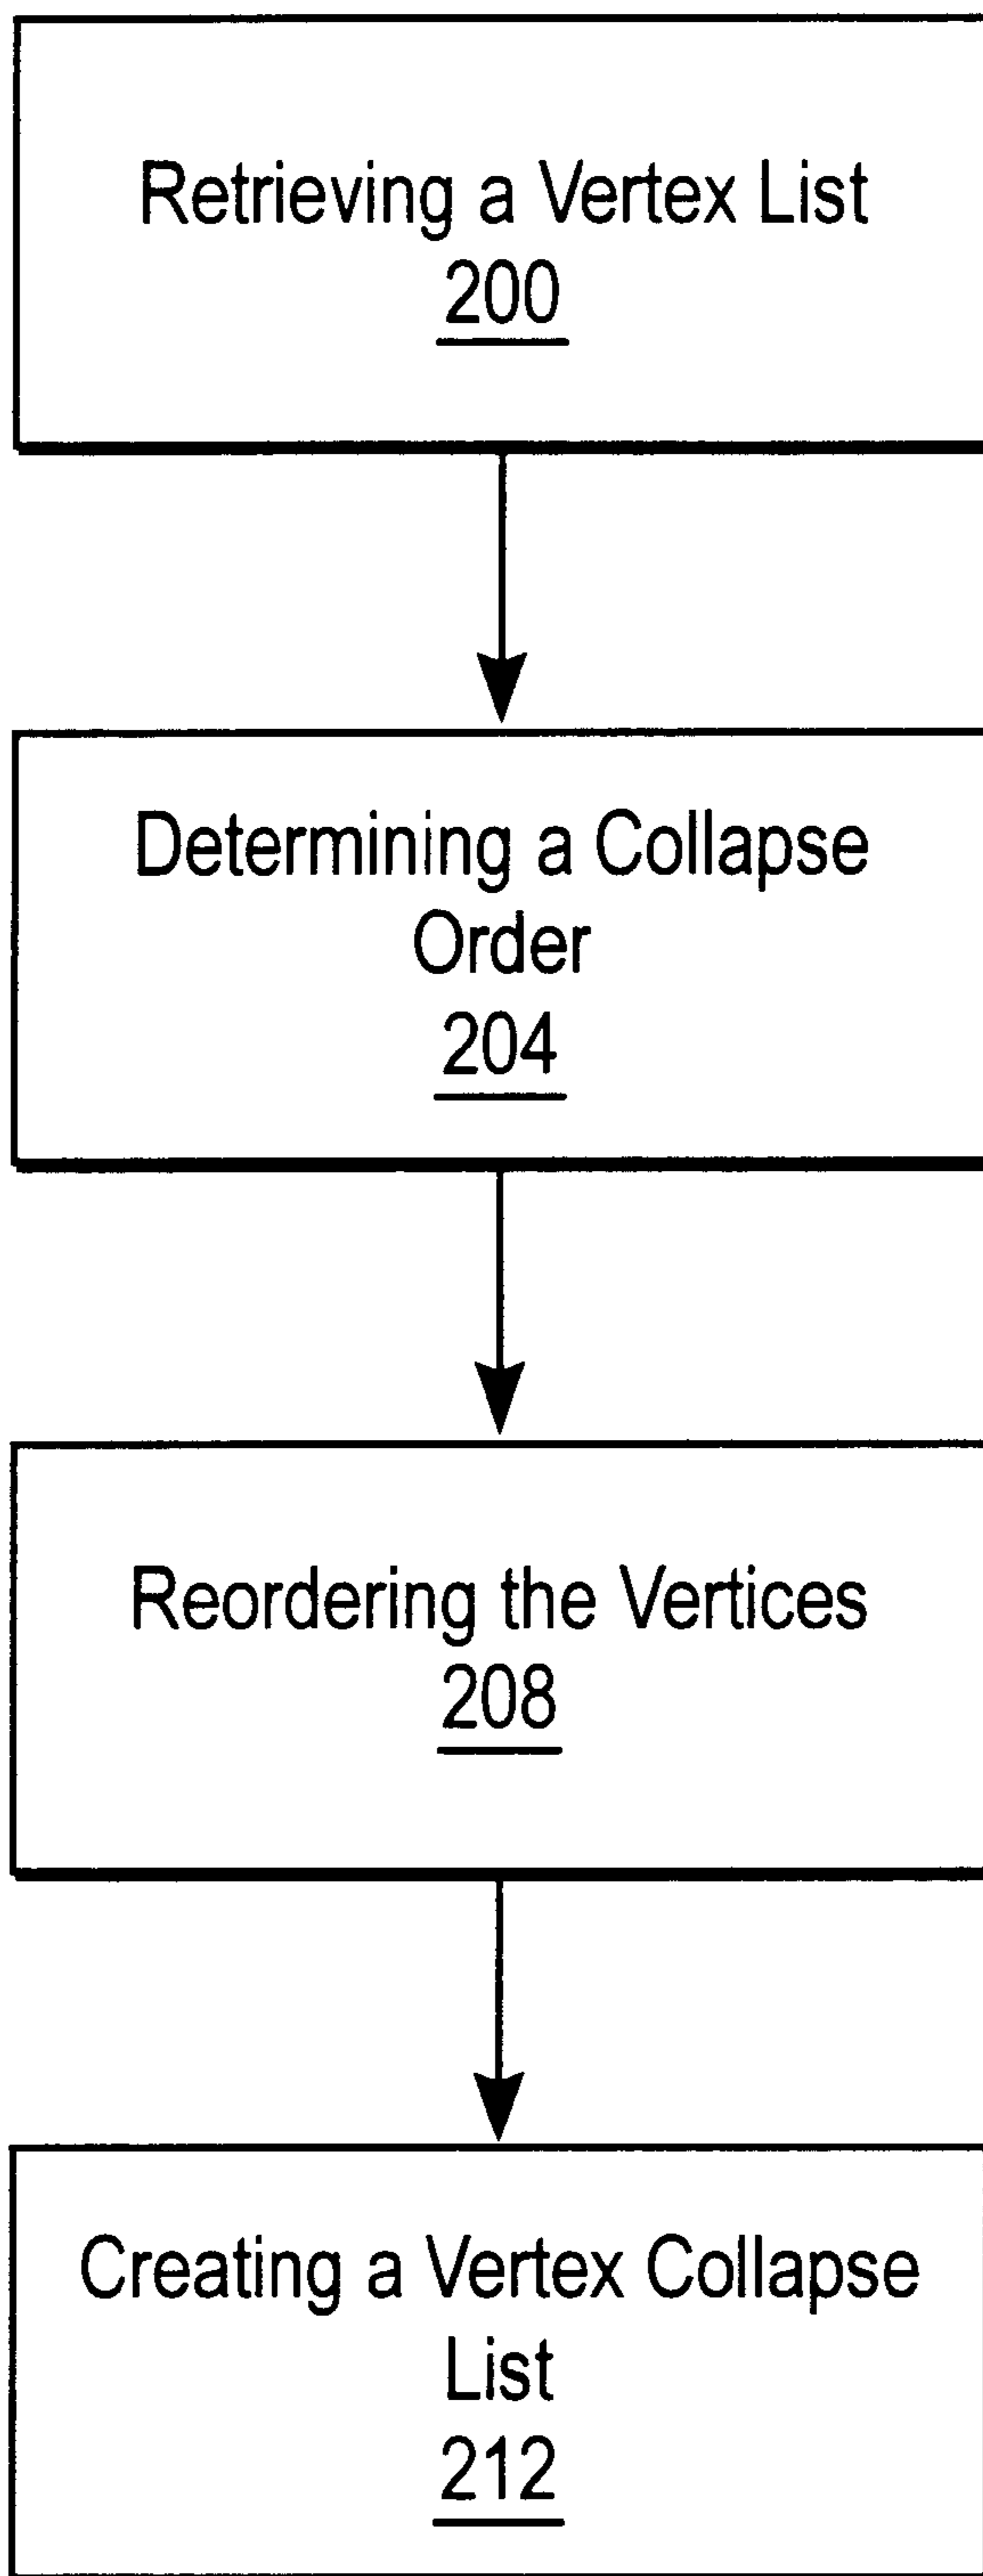 Retrieving a Vertex List
200
Determining a Collapse
Order
204
Reordering the Vertices
208
Creating a Vertex Collapse
List
212